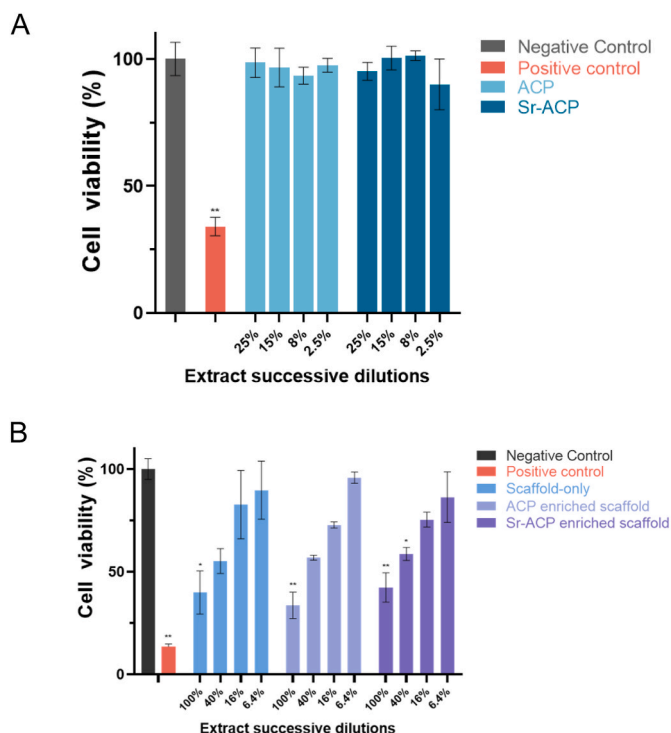 A
Cell viability (%)
100
50
0
**
25%
15%
8%
2.5%
25%
15%
8%
2.5%
Extract successive dilutions
Negative Control
Positive control
ACP
Sr-ACP
B
Cell viability (%)
100
50
0
**
*
**
**
*
100%
40%
16%
6.4%
100%
40%
16%
6.4%
100%
40%
16%
6.4%
Extract successive dilutions
Negative Control
Positive control
Scaffold-only
ACP enriched scaffold
Sr-ACP enriched scaffold